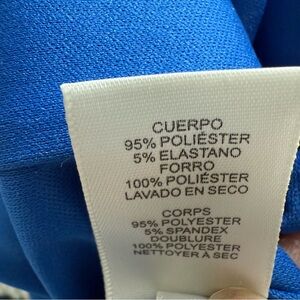 CUERPO
95% POLIÉSTER
5% ELASTANO
FORRO
100% POLIÉSTER
LAVADO EN SECO
CORPS
95% POLYESTER
5% SPANDEX
DOUBLURE
100% POLYESTER
NETTOYER À SEC